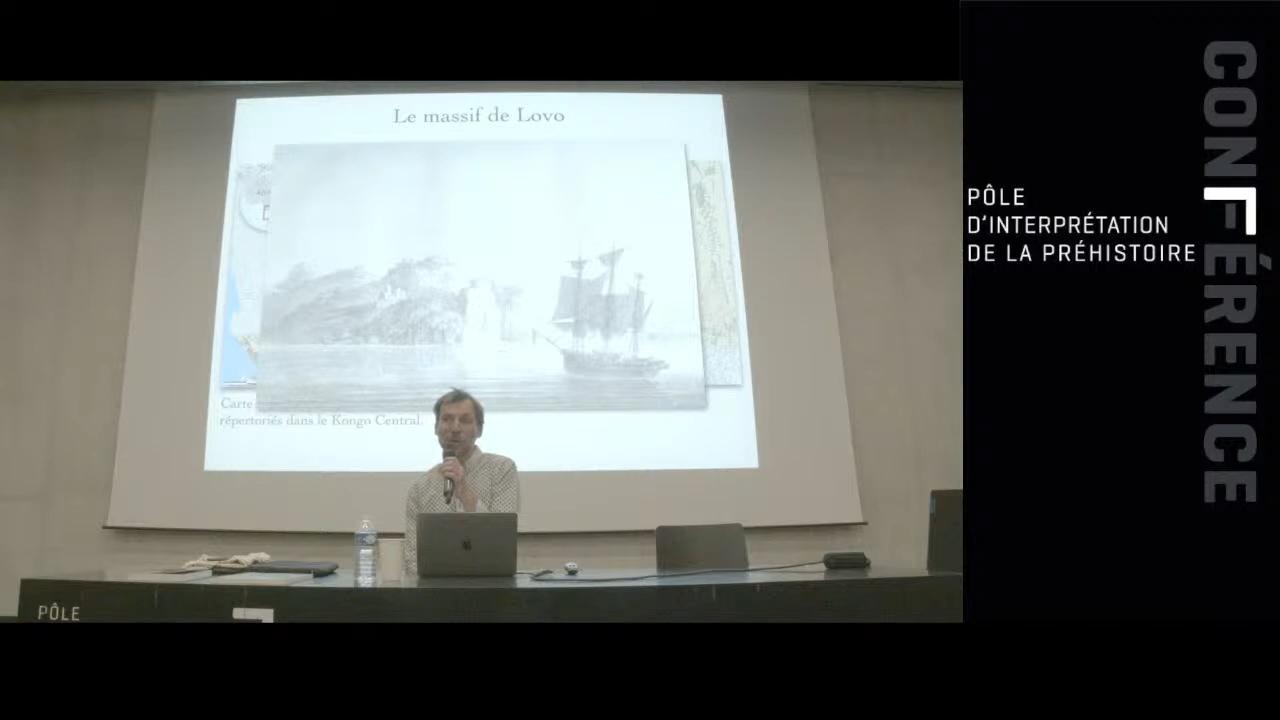 Le massif de Lovo
Carte
répertoriés dans le Kongo Central.
PÔLE
PÔLE
D'INTERPRÉTATION
DE LA PRÉHISTOIRE
CONFÉRENCE